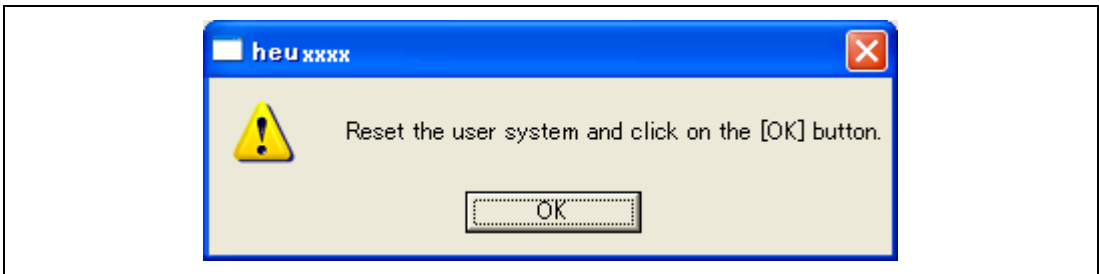 heuxxxx
Reset the user system and click on the [OK] button.
OK